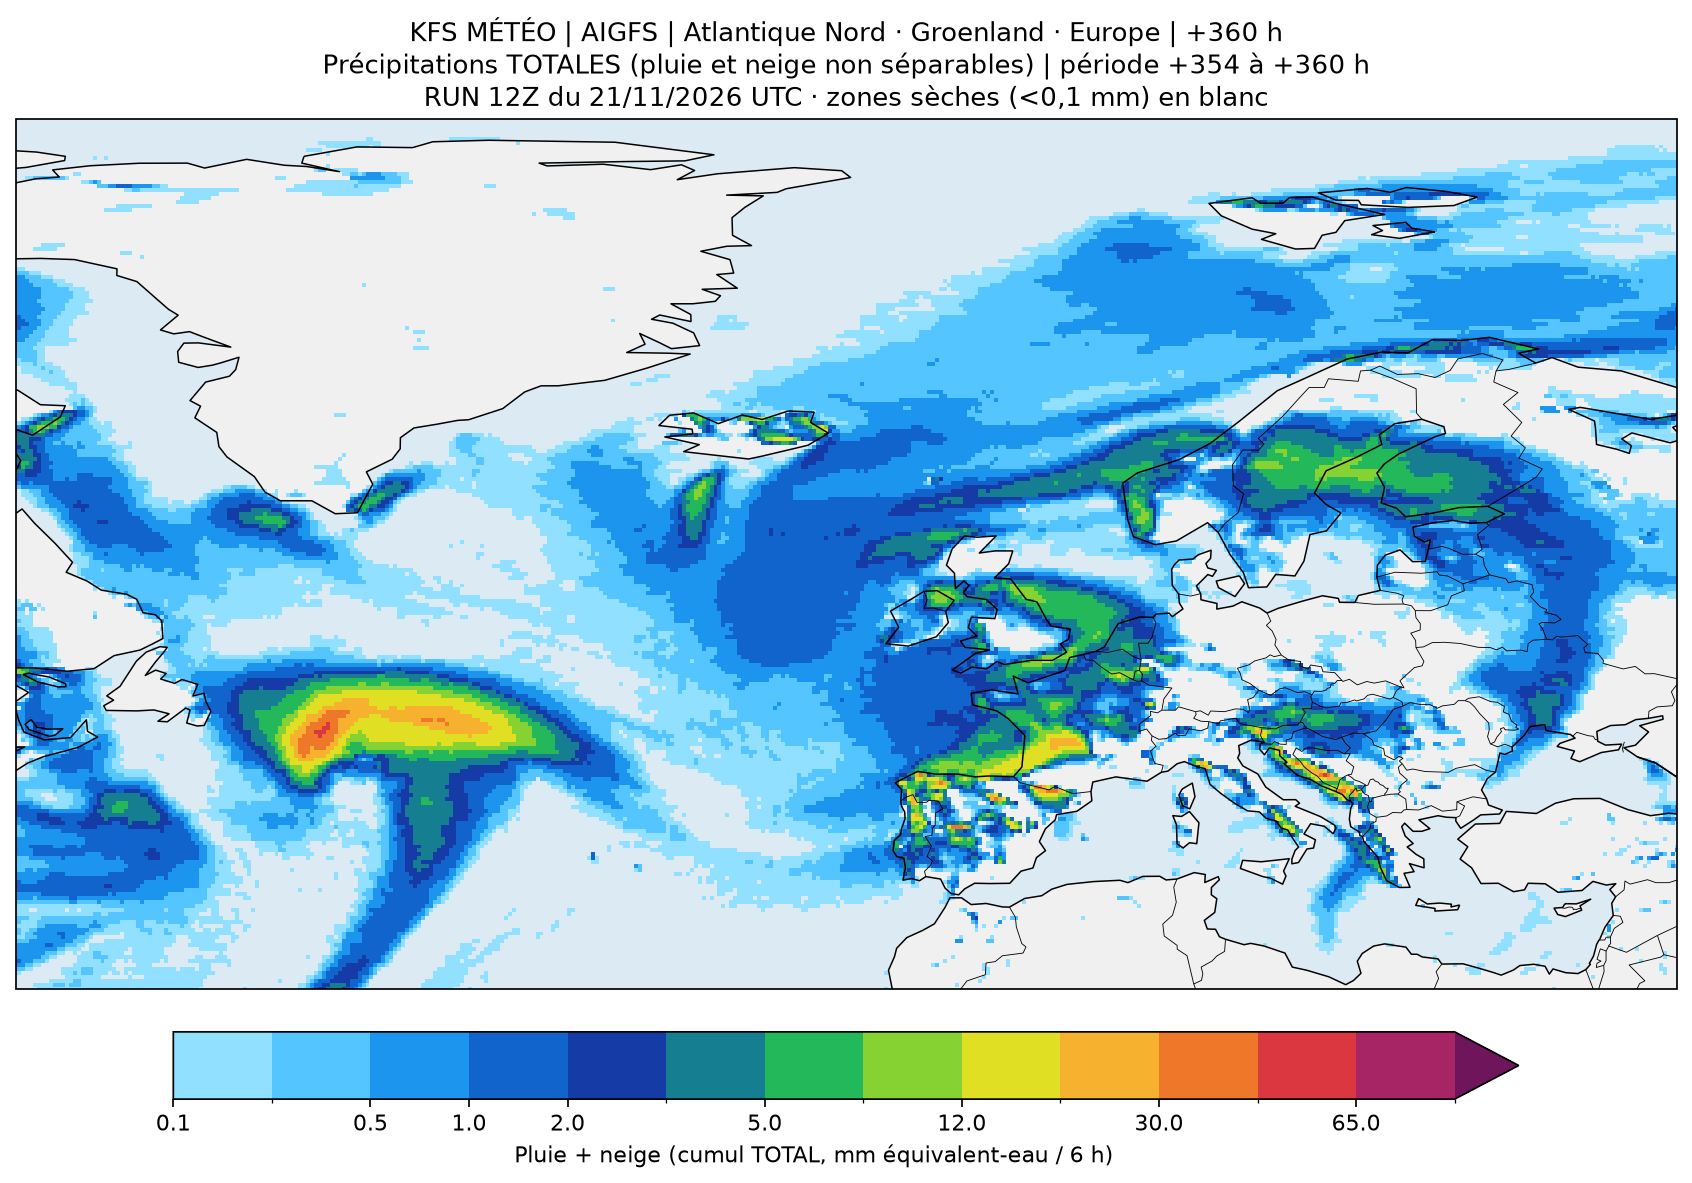 KFS MÉTÉO | AIGFS | Atlantique Nord · Groenland · Europe | +360 h
Précipitations TOTALES (pluie et neige non séparables) | période +354 à +360 h
RUN 12Z du 21/11/2026 UTC · zones sèches (<0,1 mm) en blanc
0.1 0.5 1.0 2.0 5.0 12.0 30.0 65.0
Pluie + neige (cumul TOTAL, mm équivalent-eau / 6 h)